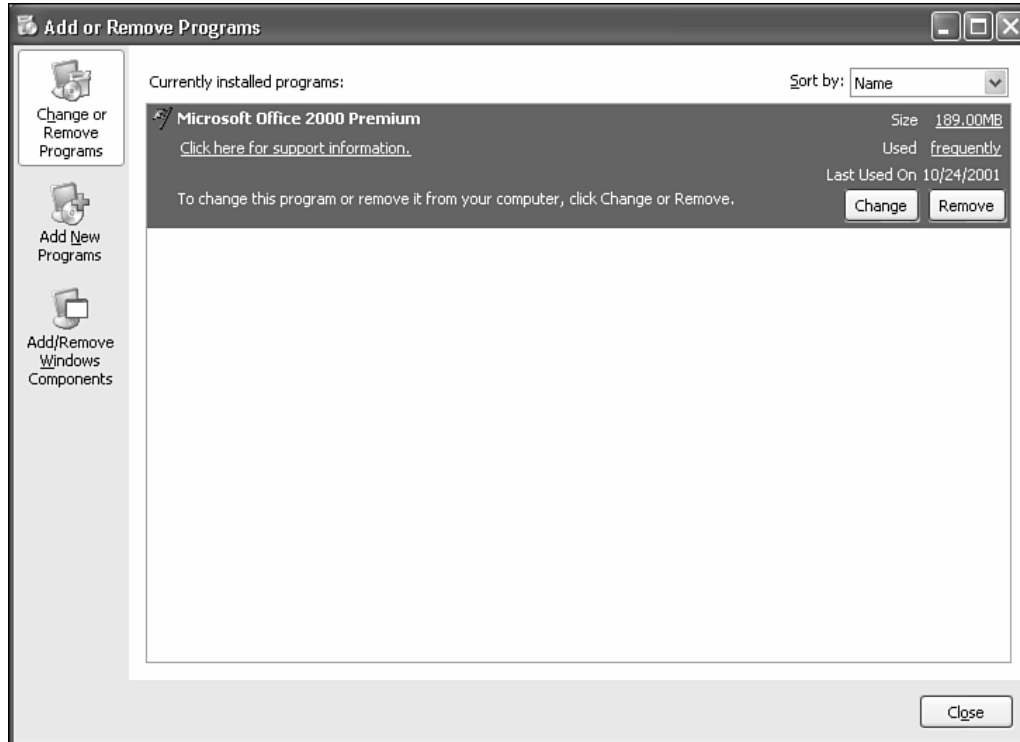 Add or Remove Programs
Change or
Remove
Programs
Add New
Programs
Add/Remove
Windows
Components
Currently installed programs:
Sort by: Name
Microsoft Office 2000 Premium
Size 189.00MB
Click here for support information.
Used frequently
Last Used On 10/24/2001
To change this program or remove it from your computer, click Change or Remove.
Change Remove
Close